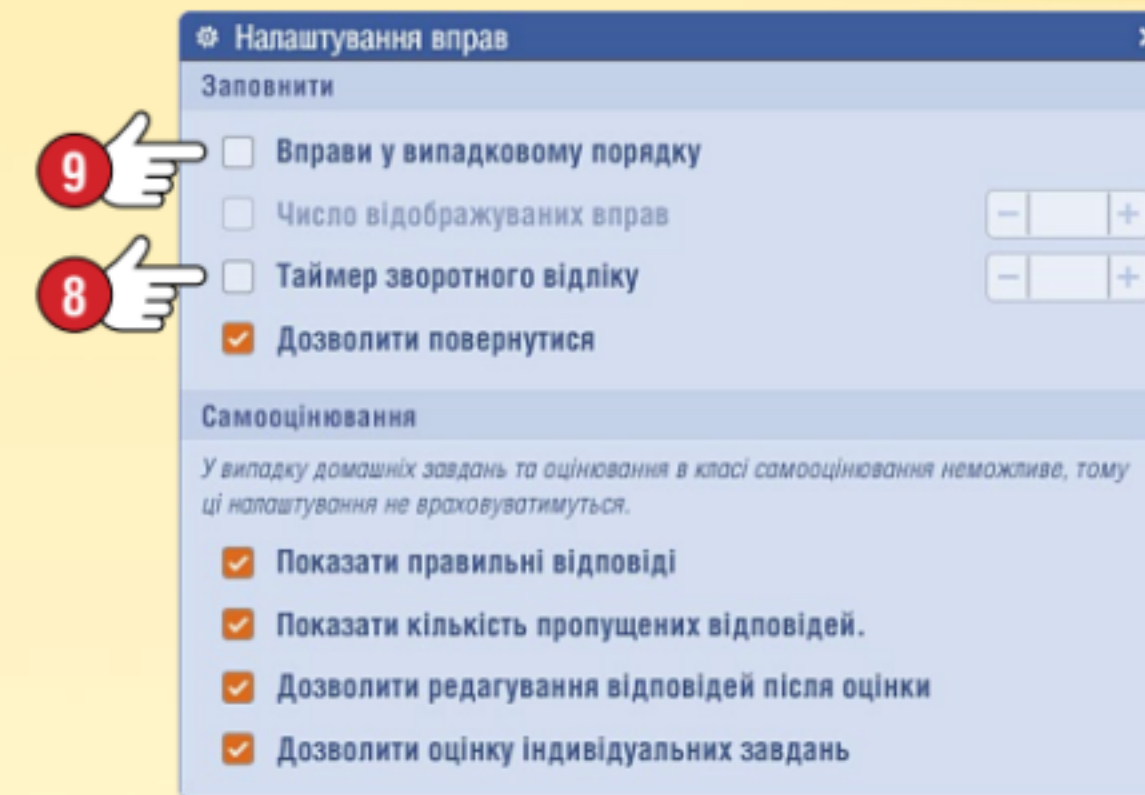 Налаштування вправ
Заповнити
9
Вправи у випадковому порядку
Число відображуваних вправ
8
Таймер зворотного відліку
Дозволити повернутися
Самооцінювання
У випадку домашніх завдань та оцінювання в класі самооцінювання неможливе, тому
ці налаштування не враховуватимуться.
Показати правильні відповіді
Показати кількість пропущених відповідей.
Дозволити редагування відповідей після оцінки
Дозволити оцінку індивідуальних завдань